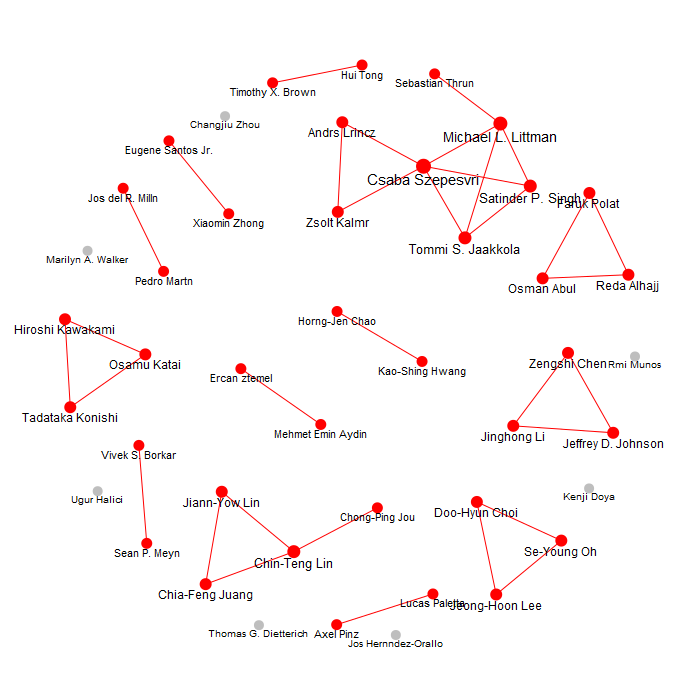 Hui Tong
Sebastian Thrun
Timothy X. Brown
Changjiu Zhou
Andrs Lrincz
Michael L. Littman
Eugene Santos Jr.
Csaba Szepesvri
Jos del R. Milln
Satinder P. Singh
Faruk Polat
Xiaomin Zhong
Zsolt Kalmr
Tommi S. Jaakkola
Marilyn A. Walker
Pedro Martn
Osman Abul
Reda Alhajj
Horng-Jen Chao
Hiroshi Kawakami
Osamu Katai
Kao-Shing Hwang
Zengshi Chen
Rmi Munos
Ercan ztemel
Tadataka Konishi
Mehmet Emin Aydin
Jinghong Li
Jeffrey D. Johnson
Vivek S. Borkar
Ugur Halici
Jiann-Yow Lin
Chong-Ping Jou
Doo-Hyun Choi
Kenji Doya
Sean P. Meyn
Chin-Teng Lin
Se-Young Oh
Chia-Feng Juang
Lucas Paletta
Jeong-Hoon Lee
Thomas G. Dietterich
Axel Pinz
Jos Hernndez-Orallo